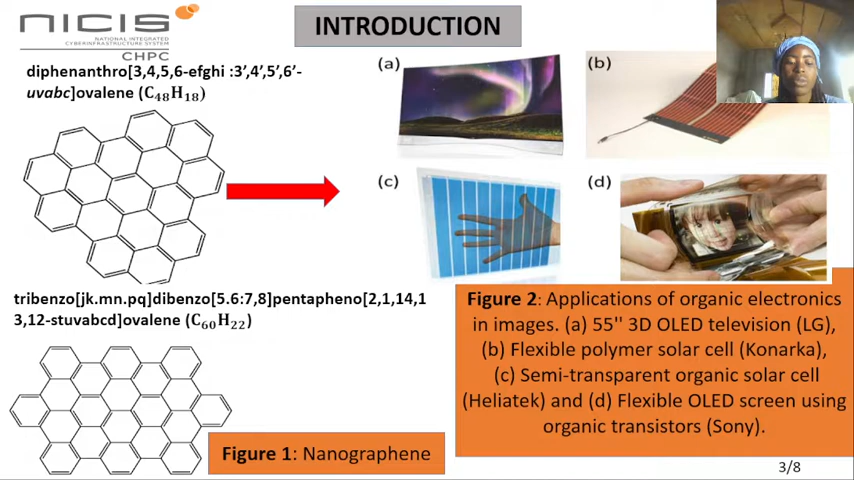 NICIS
NATIONAL INTEGRATED
CYBERINFRASTRUCTURE SYSTEM
CHPC
INTRODUCTION
diphenanthro[3,4,5,6-efghi :3′,4′,5′,6′-
uvabc]ovalene (C₄₈H₁₈)
(a)
(b)
(c)
(d)
tribenzo[jk.mn.pq]dibenzo[5.6:7,8]pentapheno[2,1,14,1
3,12-stuvabcd]ovalene (C₆₀H₂₂)
Figure 1: Nanographene
Figure 2: Applications of organic electronics
in images. (a) 55'' 3D OLED television (LG),
(b) Flexible polymer solar cell (Konarka),
(c) Semi-transparent organic solar cell
(Heliatek) and (d) Flexible OLED screen using
organic transistors (Sony).
3/8